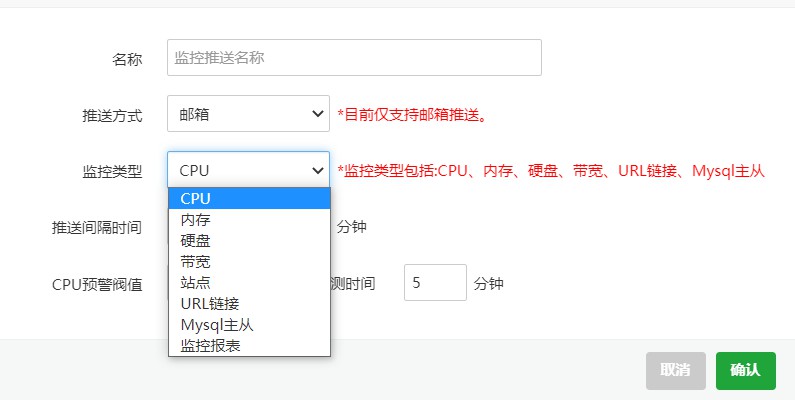 名称 监控推送名称
推送方式 邮箱 *目前仅支持邮箱推送。
监控类型 CPU *监控类型包括:CPU、内存、硬盘、带宽、URL链接、Mysql主从
CPU
内存
推送间隔时间 分钟
硬盘
带宽
站点
CPU预警阀值 测时间 5 分钟
URL链接
Mysql主从
监控报表
取消 确认